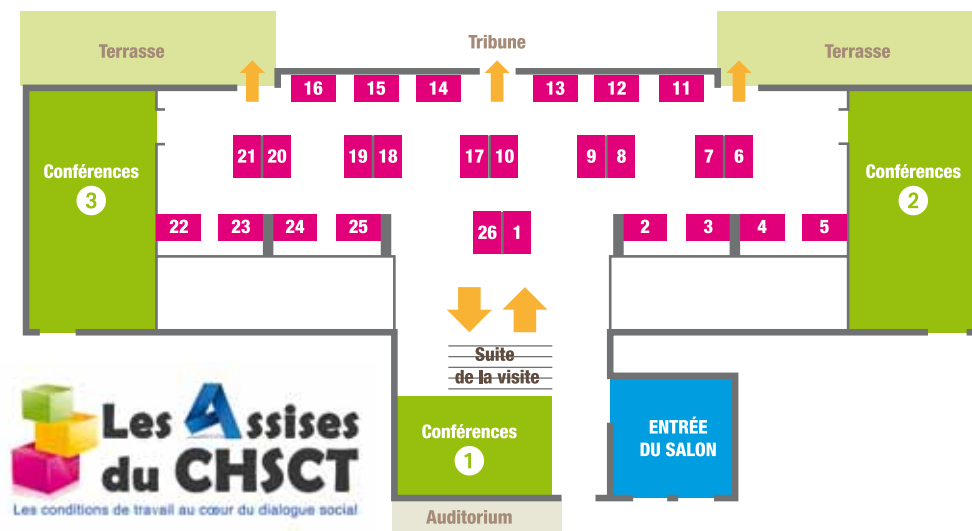 Terrasse
Tribune
Terrasse
16 15 14 13 12 11
21 20 19 18 17 10 9 8 7 6
Conférences
3
Conférences
2
22 23 24 25 26 1 2 3 4 5
Suite
de la visite
Conférences
1
ENTRÉE
DU SALON
Auditorium
Les Assises
du CHSCT
Les conditions de travail au cœur du dialogue social